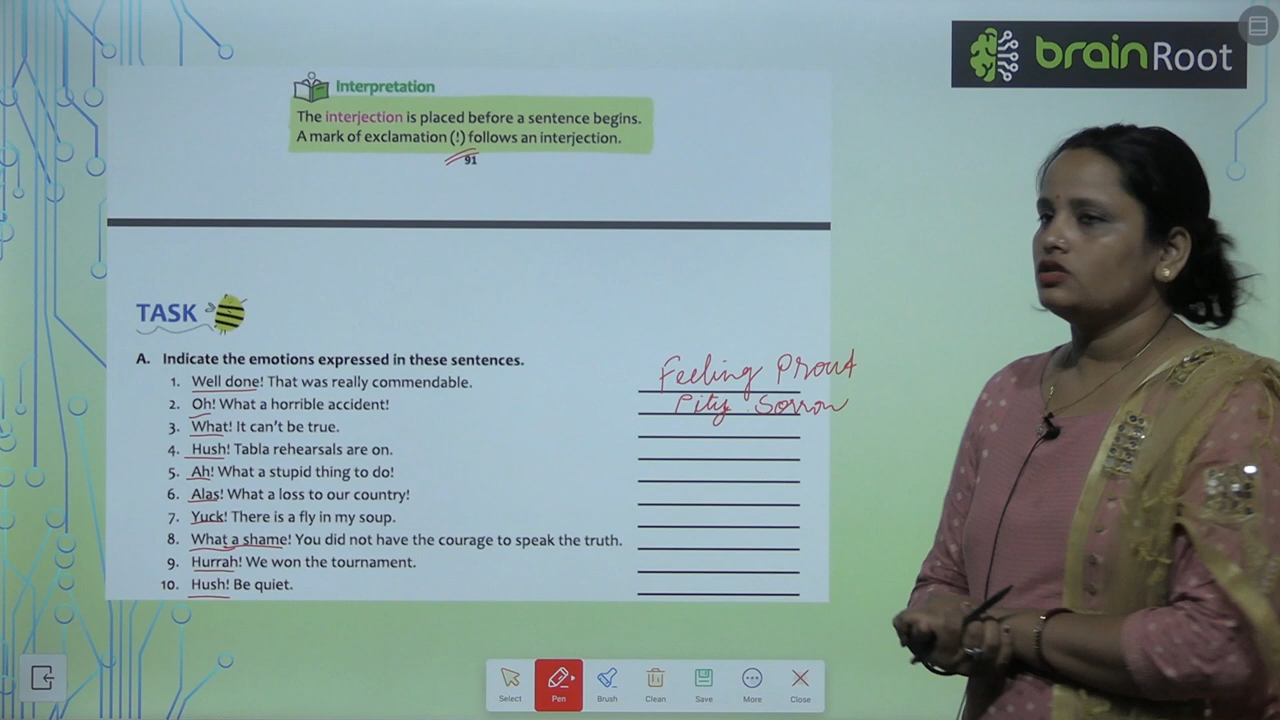 brainRoot
Interpretation
The interjection is placed before a sentence begins.
A mark of exclamation (!) follows an interjection.
91
TASK
A. Indicate the emotions expressed in these sentences.
1. Well done! That was really commendable. Feeling Proud
2. Oh! What a horrible accident! Pity Sorrow
3. What! It can't be true.
4. Hush! Tabla rehearsals are on.
5. Ah! What a stupid thing to do!
6. Alas! What a loss to our country!
7. Yuck! There is a fly in my soup.
8. What a shame! You did not have the courage to speak the truth.
9. Hurrah! We won the tournament.
10. Hush! Be quiet.
Select Pen Brush Clean Save More Close